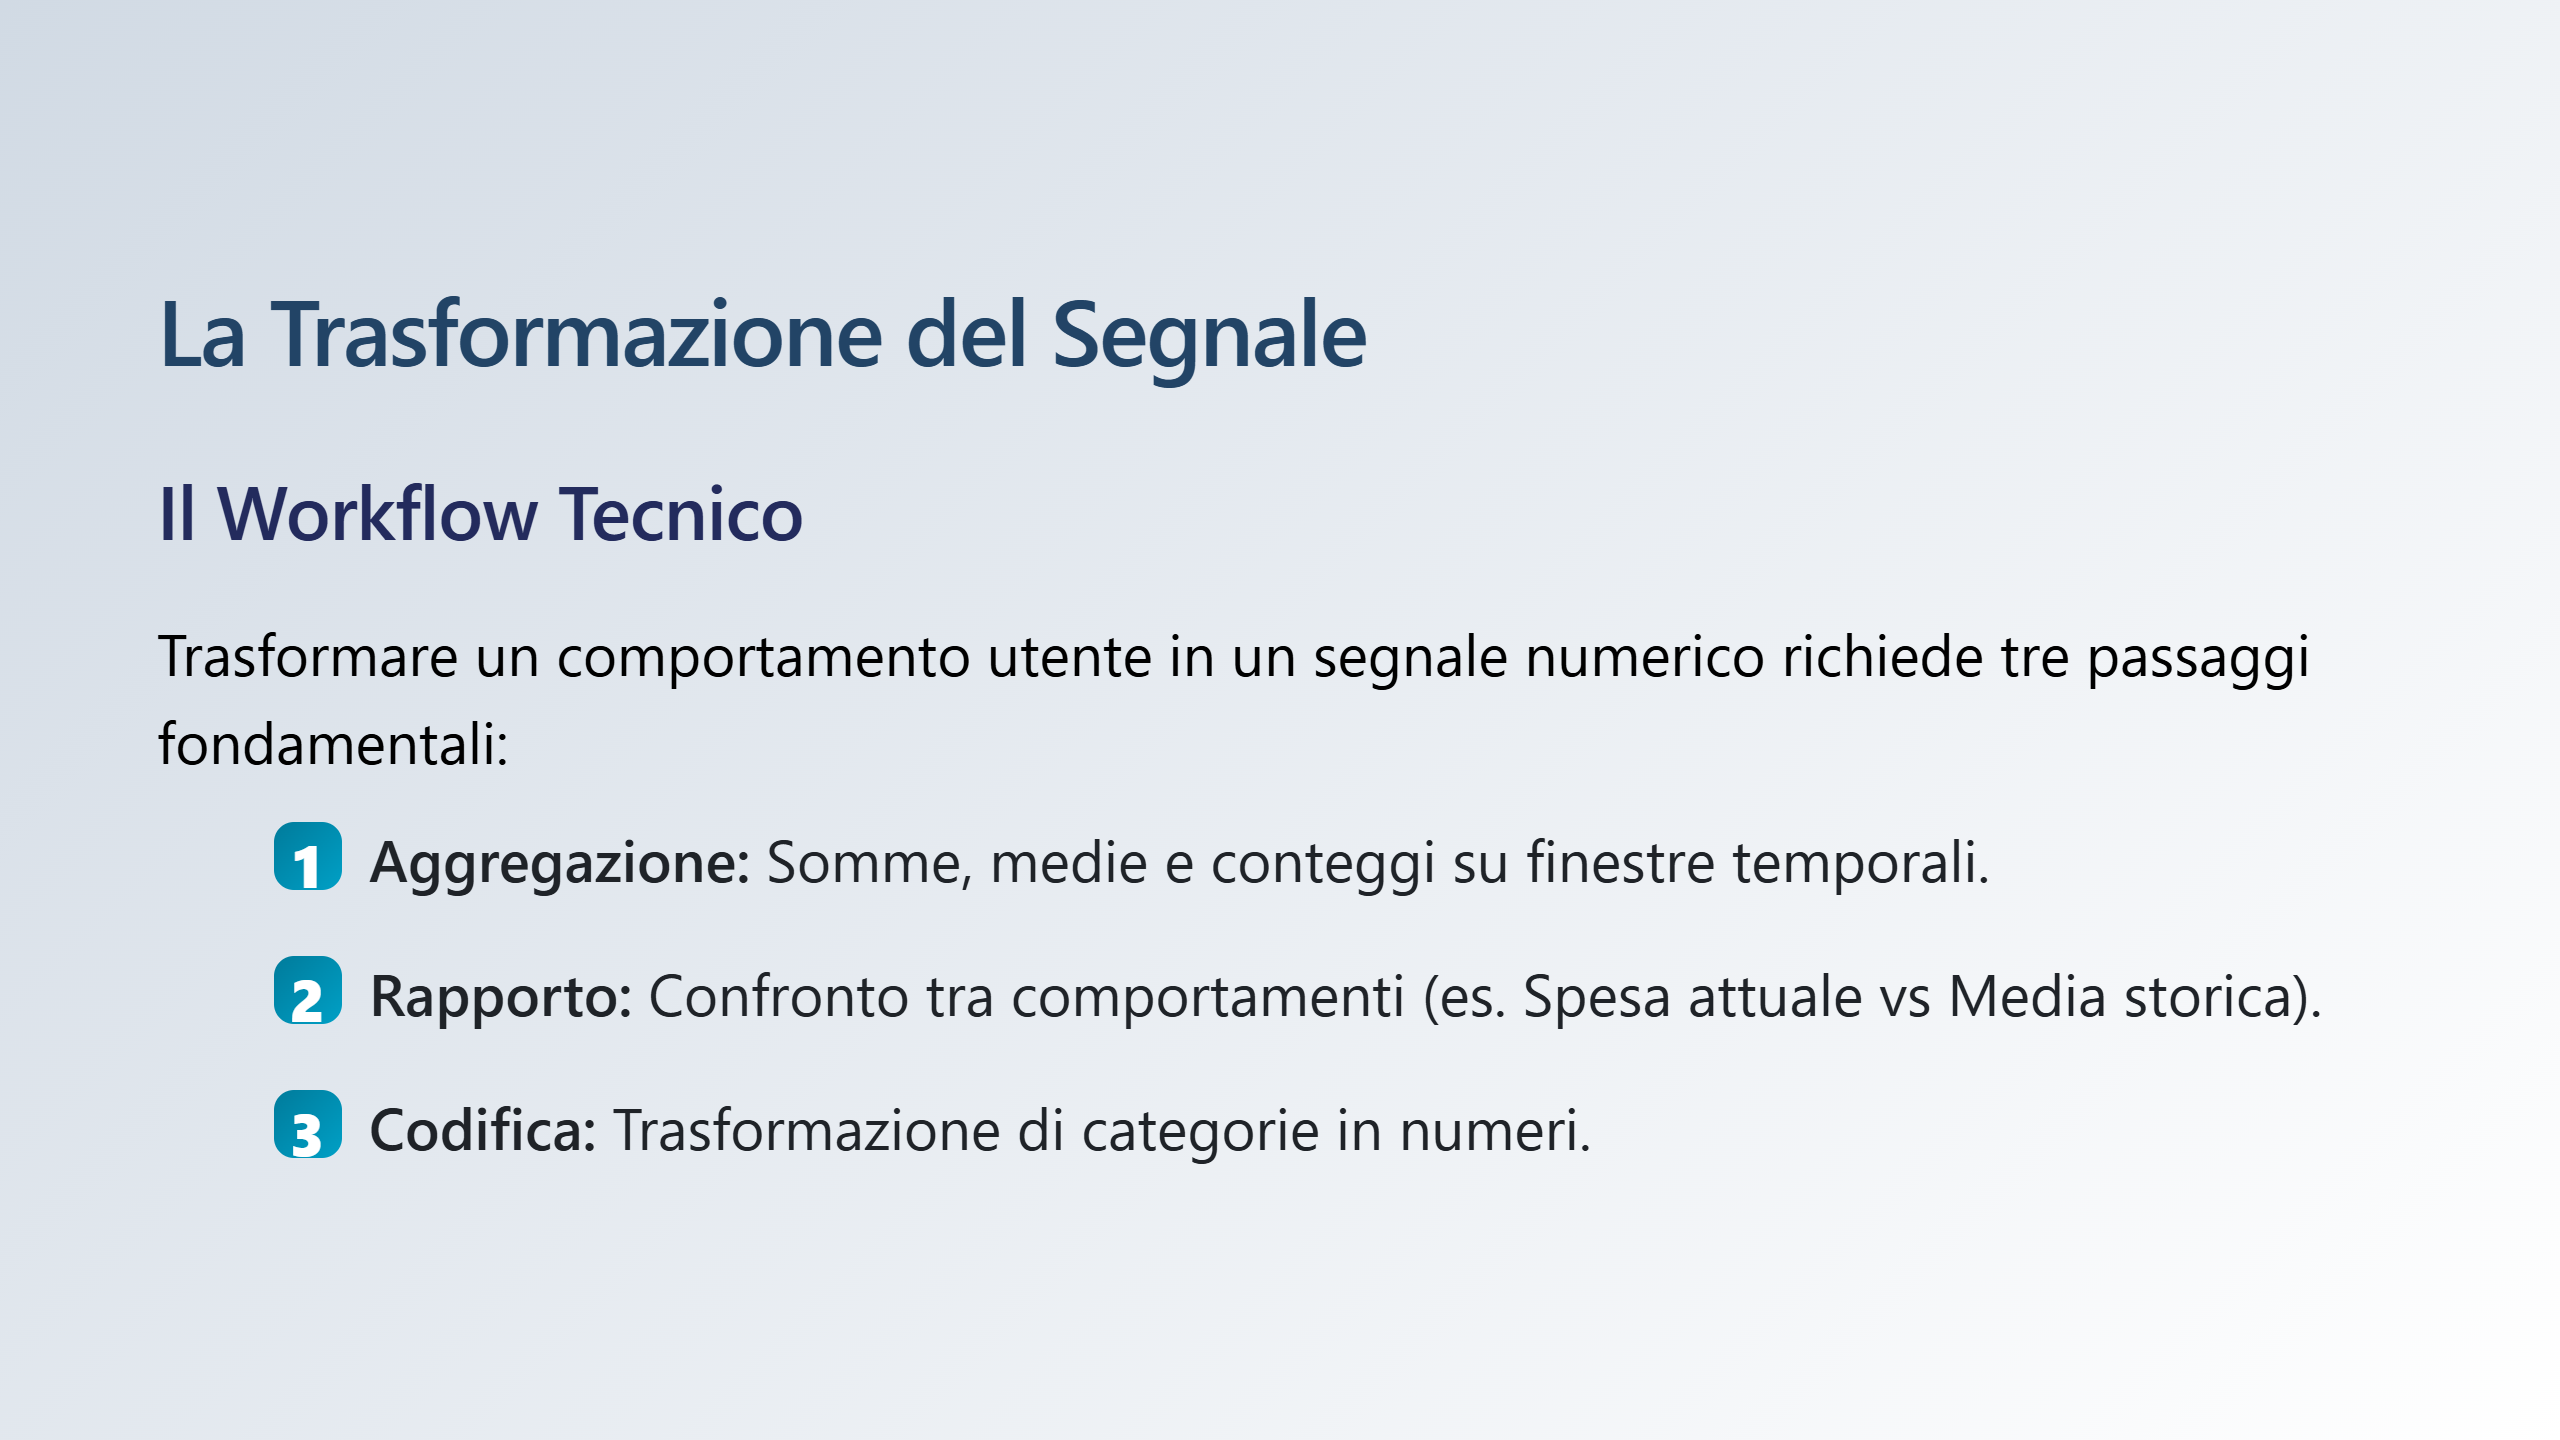 La Trasformazione del Segnale
Il Workflow Tecnico
Trasformare un comportamento utente in un segnale numerico richiede tre passaggi
fondamentali:
1 Aggregazione: Somme, medie e conteggi su finestre temporali.
2 Rapporto: Confronto tra comportamenti (es. Spesa attuale vs Media storica).
3 Codifica: Trasformazione di categorie in numeri.